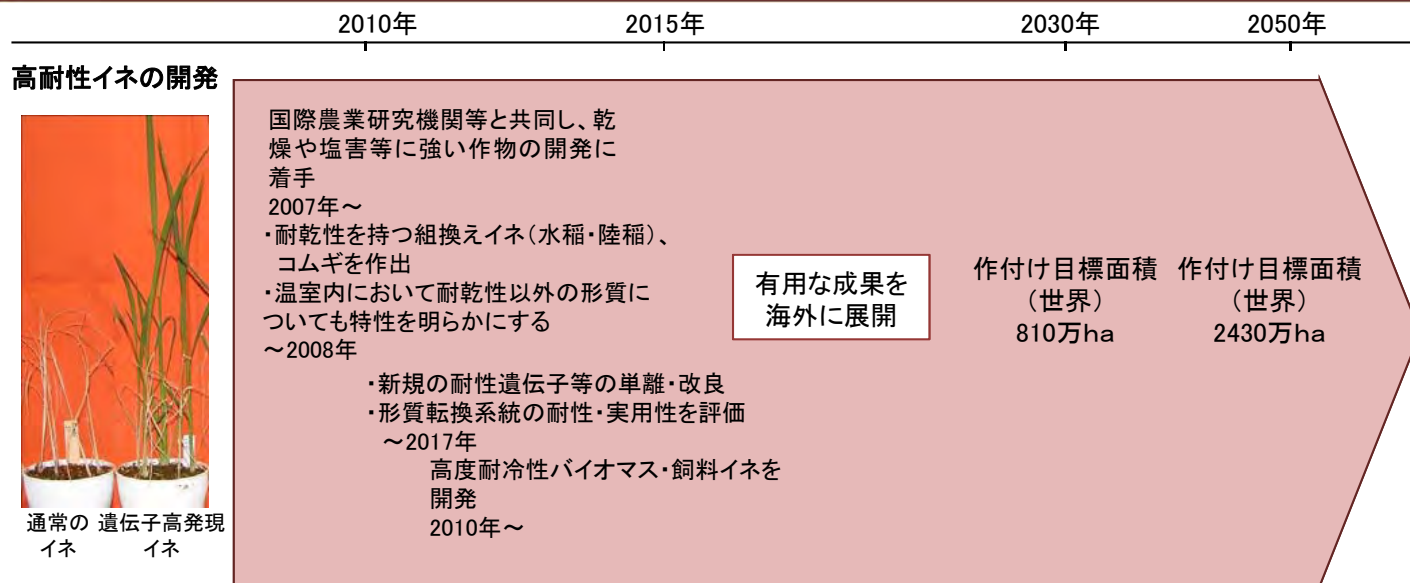 2010年
2015年
2030年
2050年
高耐性イネの開発
国際農業研究機関等と共同し、乾
燥や塩害等に強い作物の開発に
着手
2007年～
・耐乾性を持つ組換えイネ（水稲・陸稲）、
コムギを作出
・温室内において耐乾性以外の形質に
ついても特性を明らかにする
～2008年
・新規の耐性遺伝子等の単離・改良
・形質転換系統の耐性・実用性を評価
～2017年
高度耐冷性バイオマス・飼料イネを
開発
2010年～
有用な成果を
海外に展開
作付け目標面積
（世界）
810万ha
作付け目標面積
（世界）
2430万ha
通常の
イネ
遺伝子高発現
イネ